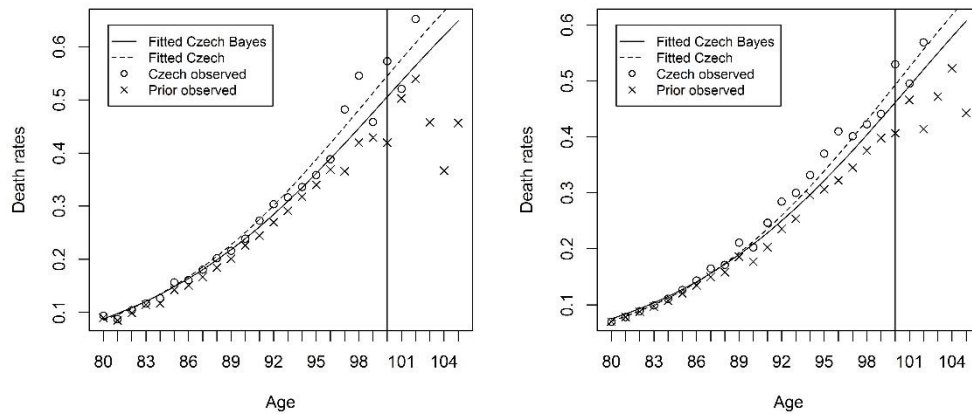 Fitted Czech Bayes
Fitted Czech
Czech observed
Prior observed
Death rates
0.6
0.5
0.4
0.3
0.2
0.1
80 83 86 89 92 95 98 101 104
Age
Fitted Czech Bayes
Fitted Czech
Czech observed
Prior observed
Death rates
0.6
0.5
0.4
0.3
0.2
0.1
80 83 86 89 92 95 98 101 104
Age